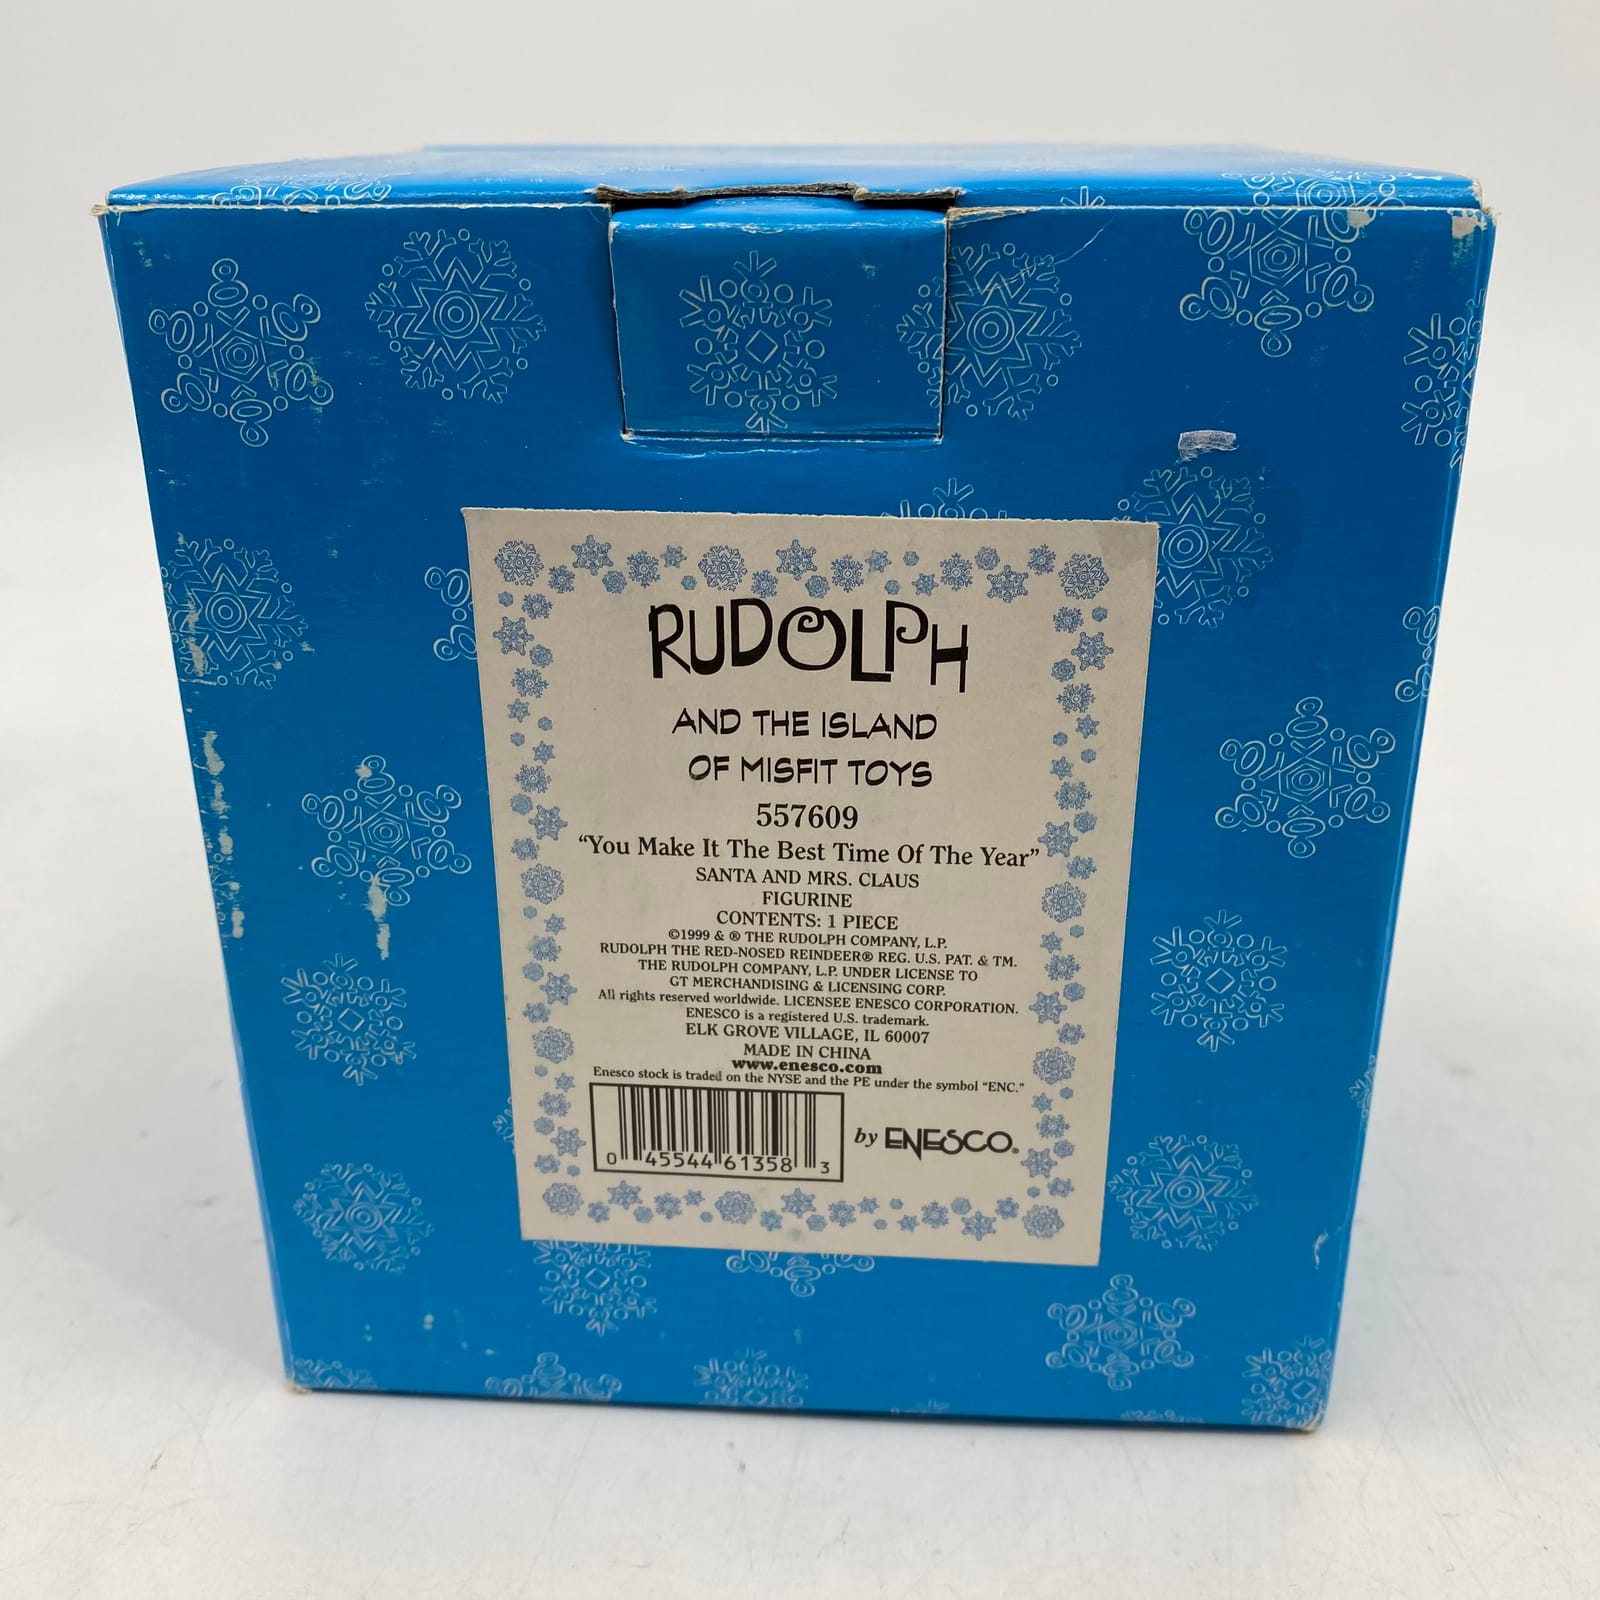 RUDOLPH
AND THE ISLAND
OF MISFIT TOYS
557609
“You Make It The Best Time Of The Year”
SANTA AND MRS. CLAUS
FIGURINE
CONTENTS: 1 PIECE
©1999 & ® THE RUDOLPH COMPANY, L.P.
RUDOLPH THE RED-NOSED REINDEER® REG. U.S. PAT. & TM.
THE RUDOLPH COMPANY, L.P. UNDER LICENSE TO
GT MERCHANDISING & LICENSING CORP.
All rights reserved worldwide. LICENSEE ENESCO CORPORATION.
ENESCO is a registered U.S. trademark.
ELK GROVE VILLAGE, IL 60007
MADE IN CHINA
www.enesco.com
Enesco stock is traded on the NYSE and the PE under the symbol “ENC.”
by ENESCO®
0 45544 61358 3